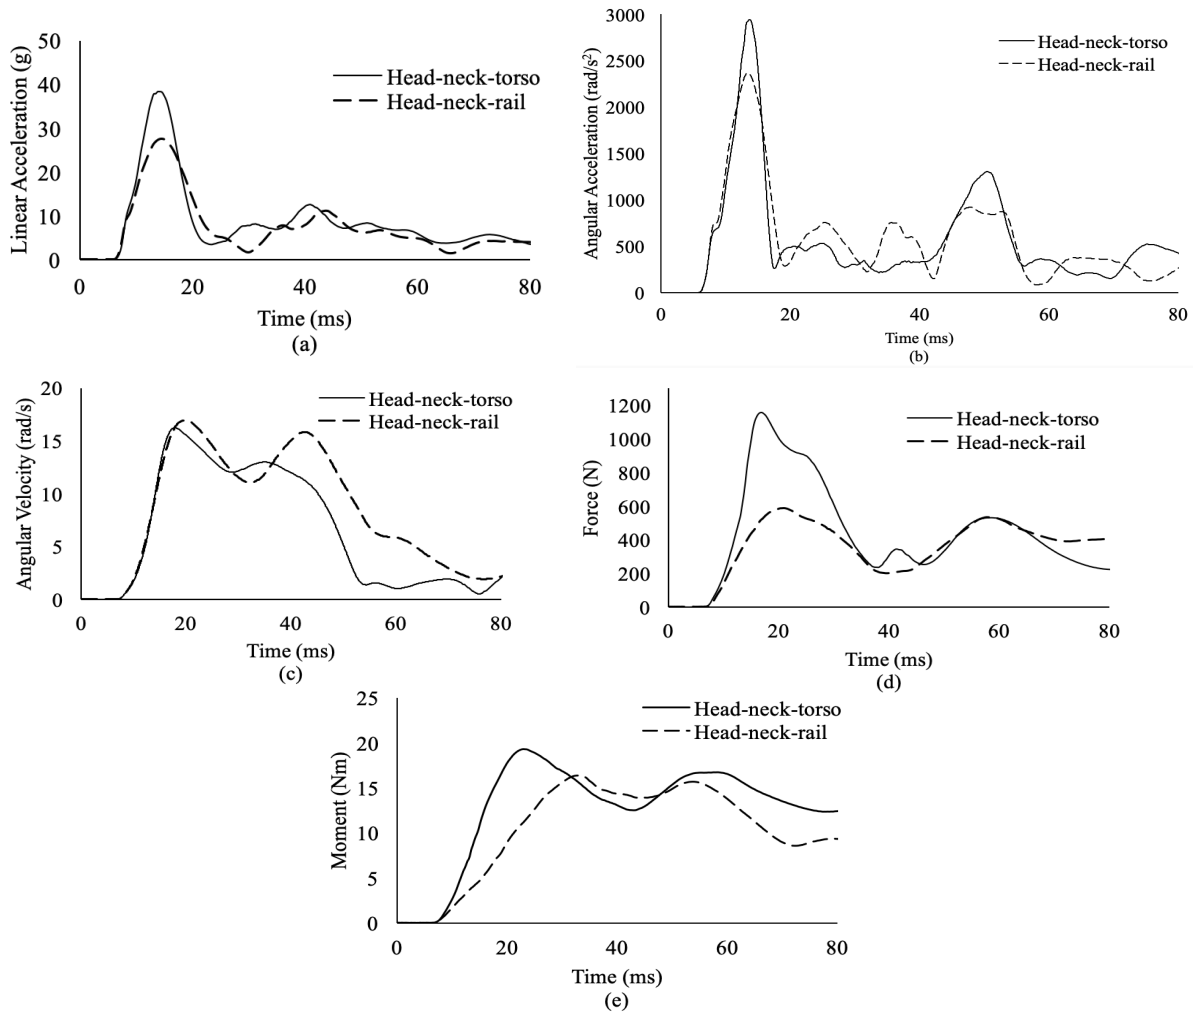 Linear Acceleration (g)
50
40
30
20
10
0
Head-neck-torso
Head-neck-rail
0 20 40 60 80
Time (ms)
(a)
Angular Acceleration (rad/s²)
3000
2500
2000
1500
1000
500
0
Head-neck-torso
Head-neck-rail
0 20 40 60 80
Time (ms)
(b)
Angular Velocity (rad/s)
20
15
10
5
0
Head-neck-torso
Head-neck-rail
0 20 40 60 80
Time (ms)
(c)
Force (N)
1200
1000
800
600
400
200
0
Head-neck-torso
Head-neck-rail
0 20 40 60 80
Time (ms)
(d)
Moment (Nm)
25
20
15
10
5
0
Head-neck-torso
Head-neck-rail
0 20 40 60 80
Time (ms)
(e)